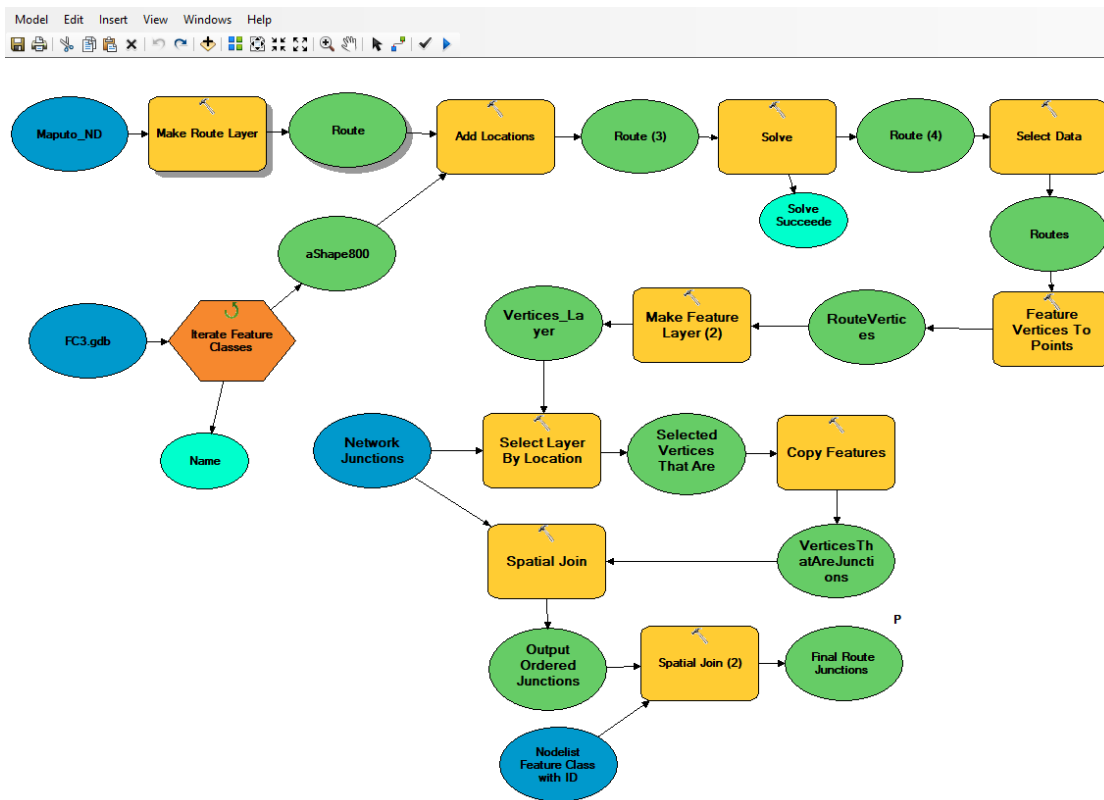 Model Edit Insert View Windows Help
Maputo_ND
Make Route Layer
Route
Add Locations
Route (3)
Solve
Route (4)
Select Data
Solve
Succeede
Routes
aShape800
FC3.gdb
Iterate Feature
Classes
Name
Vertices_La
yer
Make Feature
Layer (2)
RouteVertic
es
Feature
Vertices To
Points
Network
Junctions
Select Layer
By Location
Selected
Vertices
That Are
Copy Features
Spatial Join
VerticesTh
atAreJuncti
ons
P
Output
Ordered
Junctions
Spatial Join (2)
Final Route
Junctions
Nodelist
Feature Class
with ID